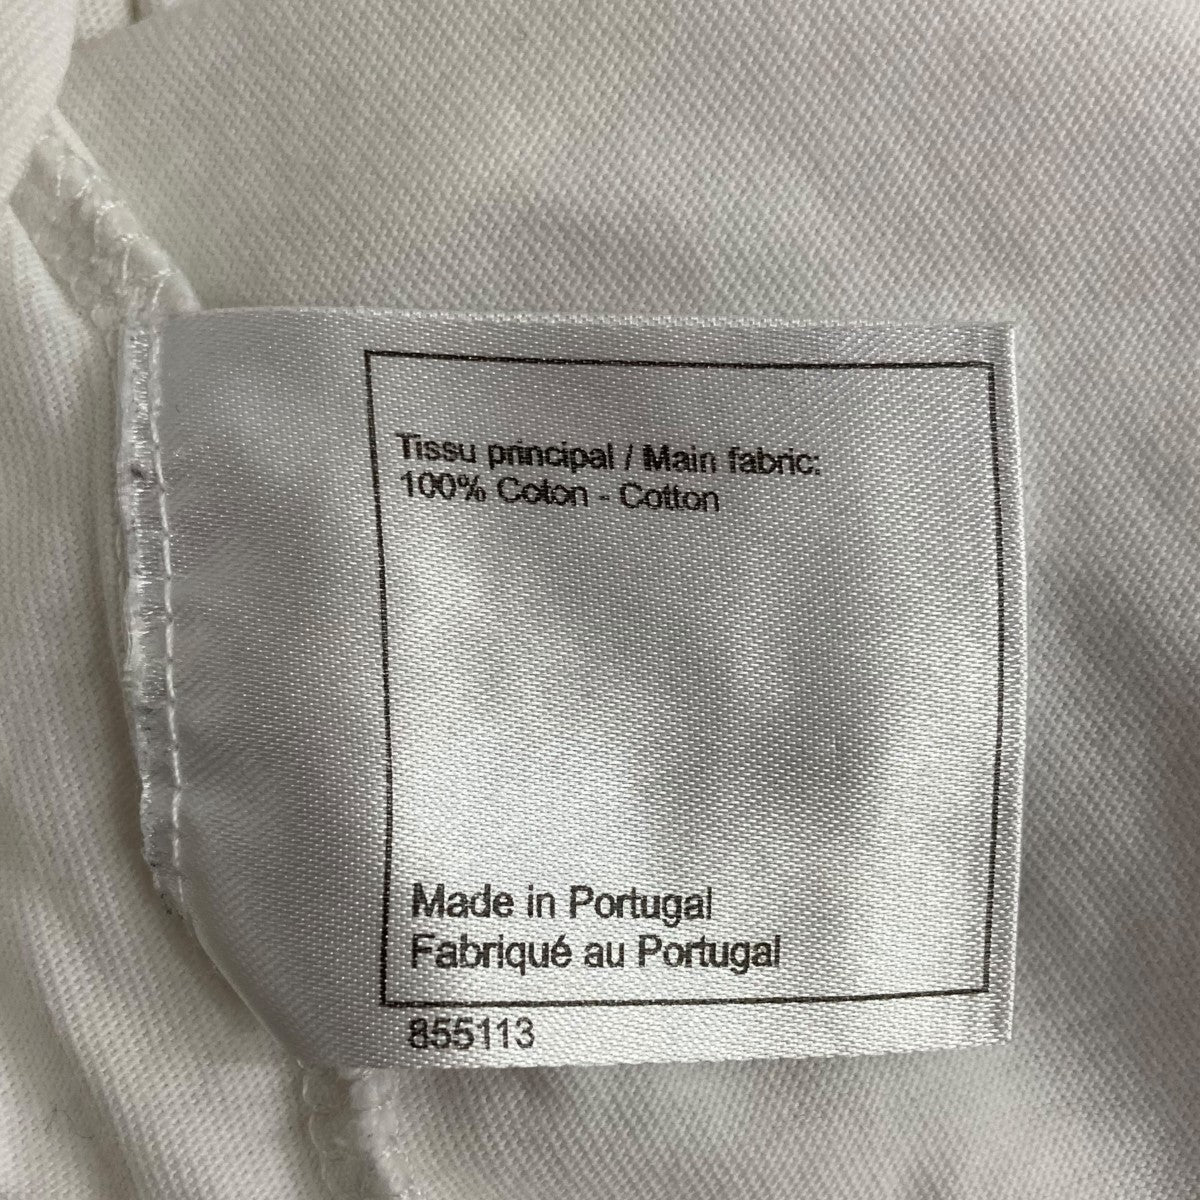 Tissu principal / Main fabric:
100% Coton - Cotton
Made in Portugal
Fabriqué au Portugal
855113